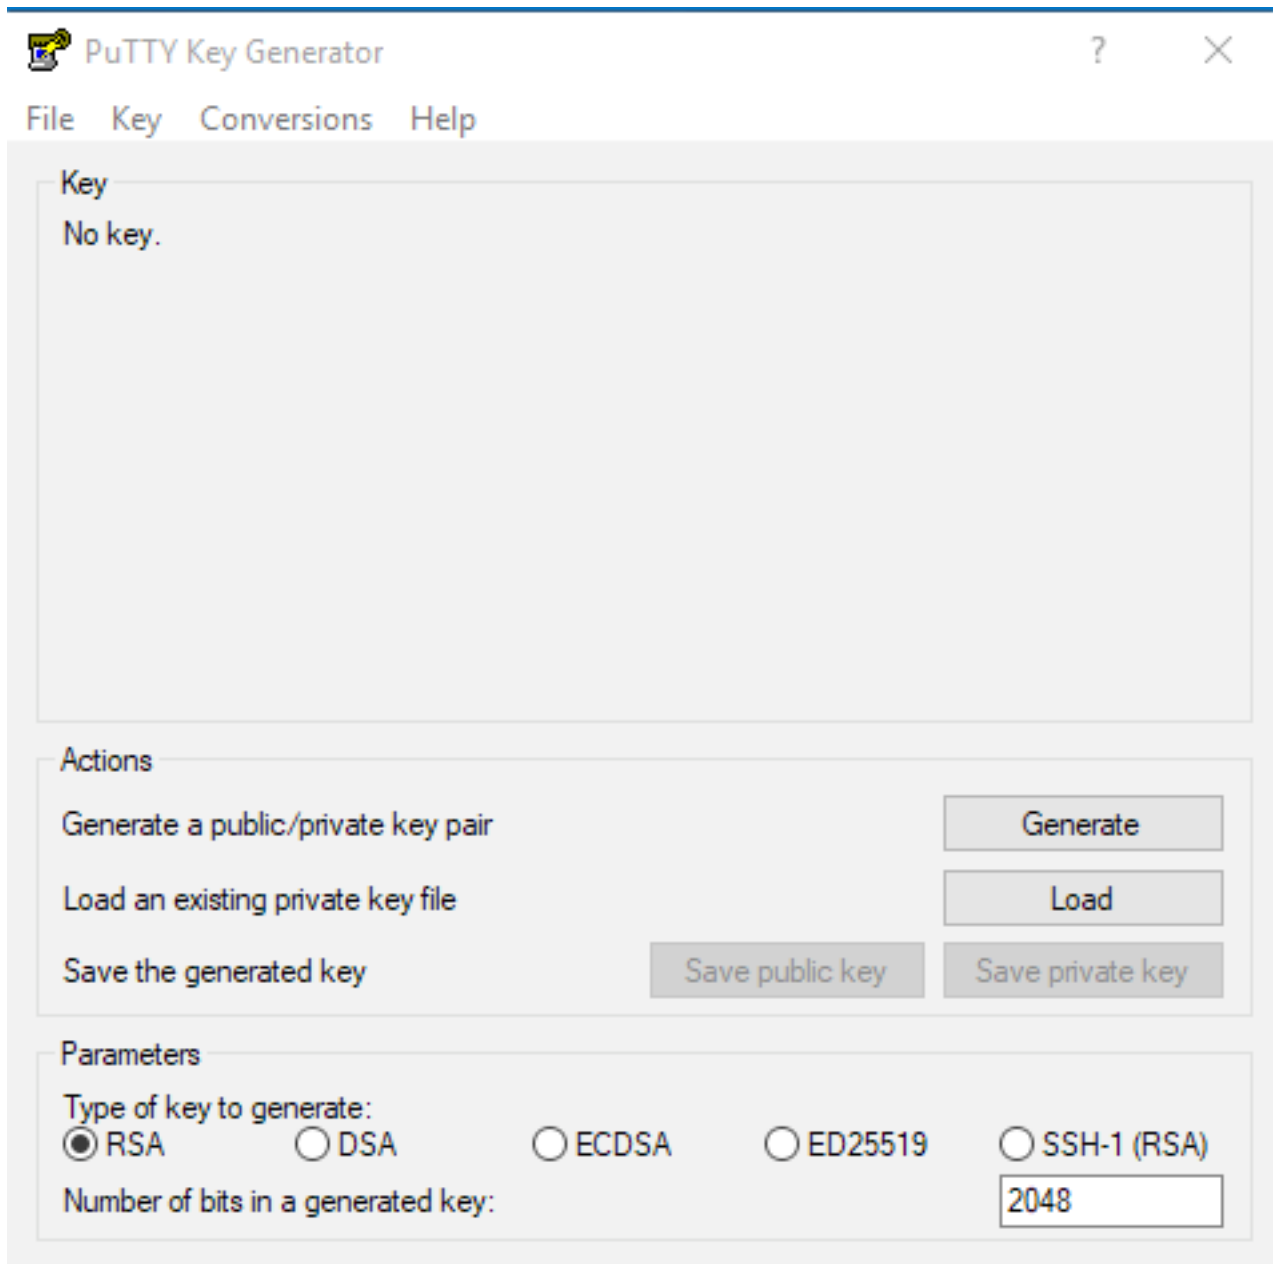 PuTTY Key Generator ?
File Key Conversions Help
Key
No key.
Actions
Generate a public/private key pair Generate
Load an existing private key file Load
Save the generated key Save public key Save private key
Parameters
Type of key to generate:
RSA DSA ECDSA ED25519 SSH-1 (RSA)
Number of bits in a generated key: 2048